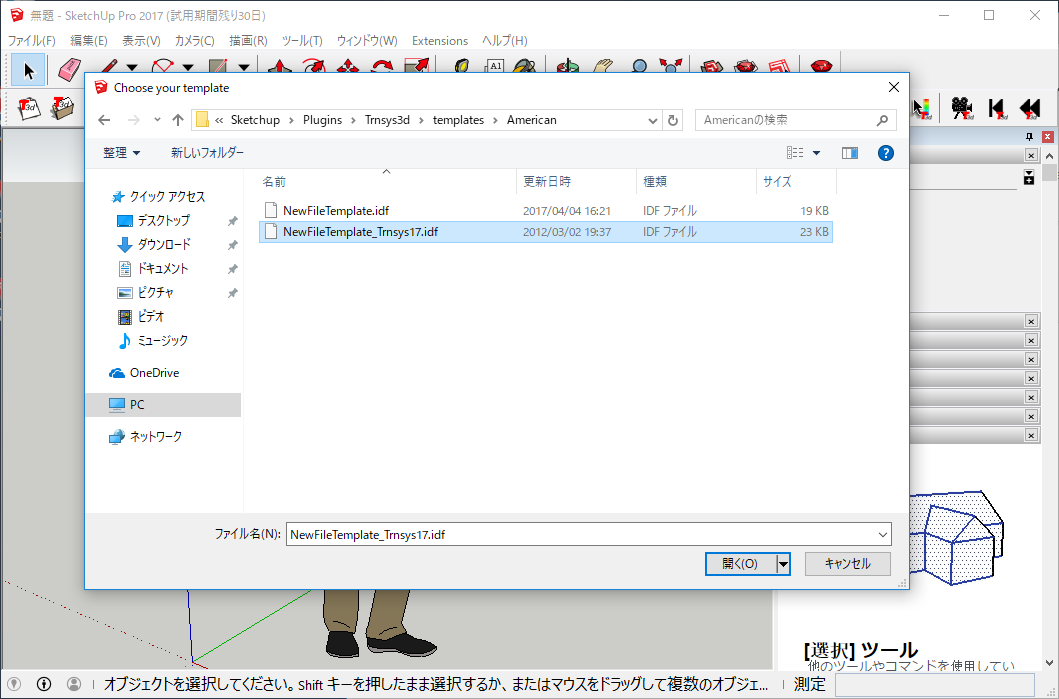 無題 - SketchUp Pro 2017 (試用期間残り30日)
ファイル(F) 編集(E) 表示(V) カメラ(C) 描画(R) ツール(T) ウィンドウ(W) Extensions ヘルプ(H)
A1
Choose your template
« Sketchup › Plugins › Trnsys3d › templates › American
Americanの検索
整理 新しいフォルダー
名前 更新日時 種類 サイズ
NewFileTemplate.idf 2017/04/04 16:21 IDF ファイル 19 KB
NewFileTemplate_Trnsys17.idf 2012/03/02 19:37 IDF ファイル 23 KB
クイック アクセス
デスクトップ
ダウンロード
ドキュメント
ピクチャ
ビデオ
ミュージック
OneDrive
PC
ネットワーク
ファイル名(N): NewFileTemplate_Trnsys17.idf
開く(O) キャンセル
[選択] ツール
他のツールやコマンドを使用してい
オブジェクトを選択してください。Shift キーを押したまま選択するか、またはマウスをドラッグして複数のオブジェ... 測定